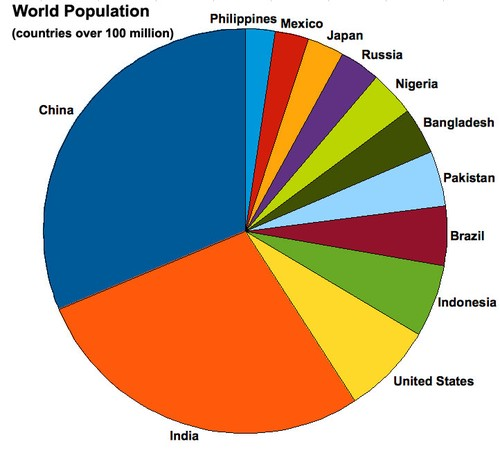 World Population
(countries over 100 million)
Philippines
Mexico
Japan
Russia
Nigeria
Bangladesh
Pakistan
Brazil
Indonesia
United States
India
China